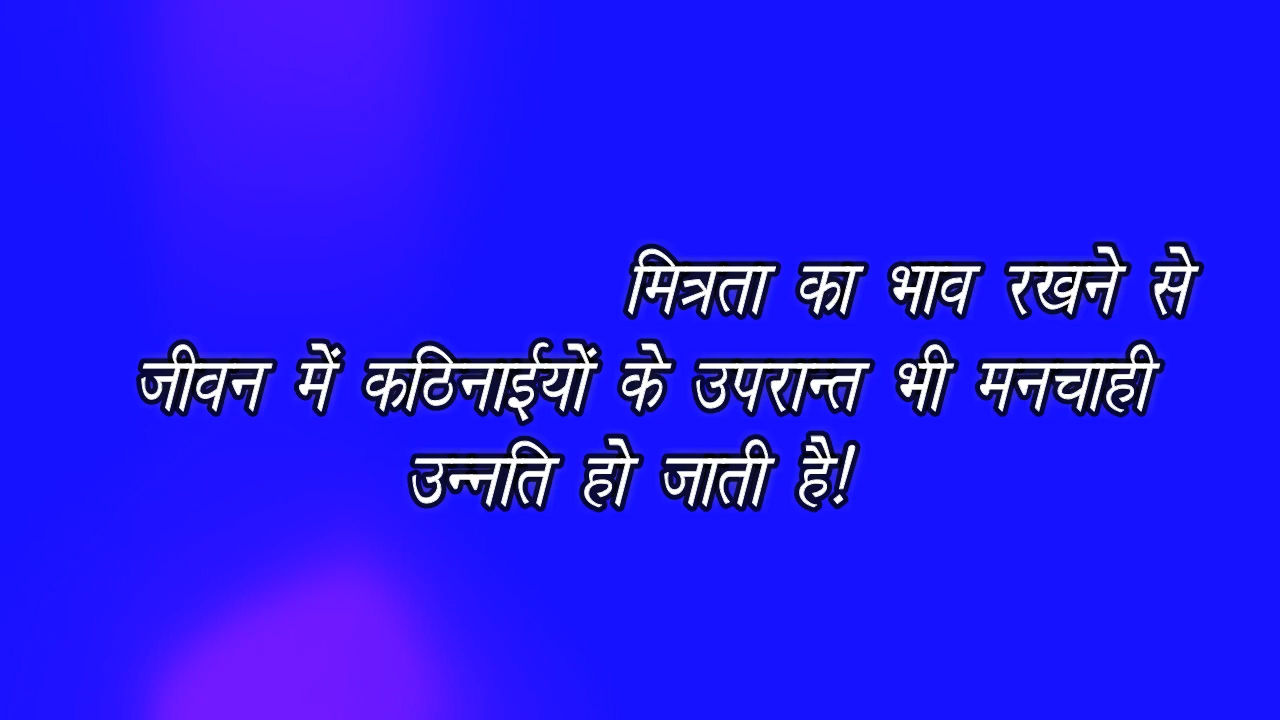 मित्रता का भाव रखने से
जीवन में कठिनाईयों के उपरान्त भी मनचाही
उन्नति हो जाती है!